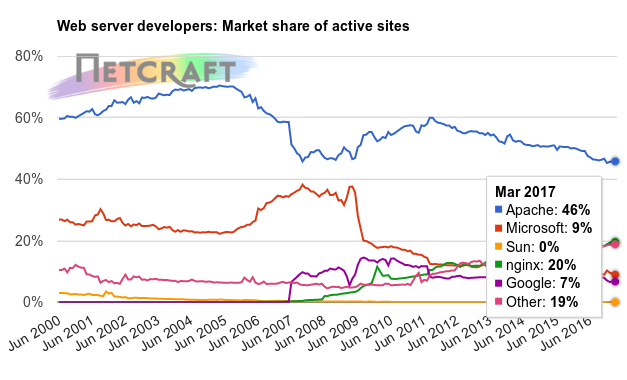 Web server developers: Market share of active sites
NETCRAFT
80%
60%
40%
20%
0%
Mar 2017
Apache: 46%
Microsoft: 9%
Sun: 0%
nginx: 20%
Google: 7%
Other: 19%
Jun 2000
Jun 2001
Jun 2002
Jun 2003
Jun 2004
Jun 2005
Jun 2006
Jun 2007
Jun 2008
Jun 2009
Jun 2010
Jun 2011
Jun 2012
Jun 2013
Jun 2014
Jun 2015
Jun 2016